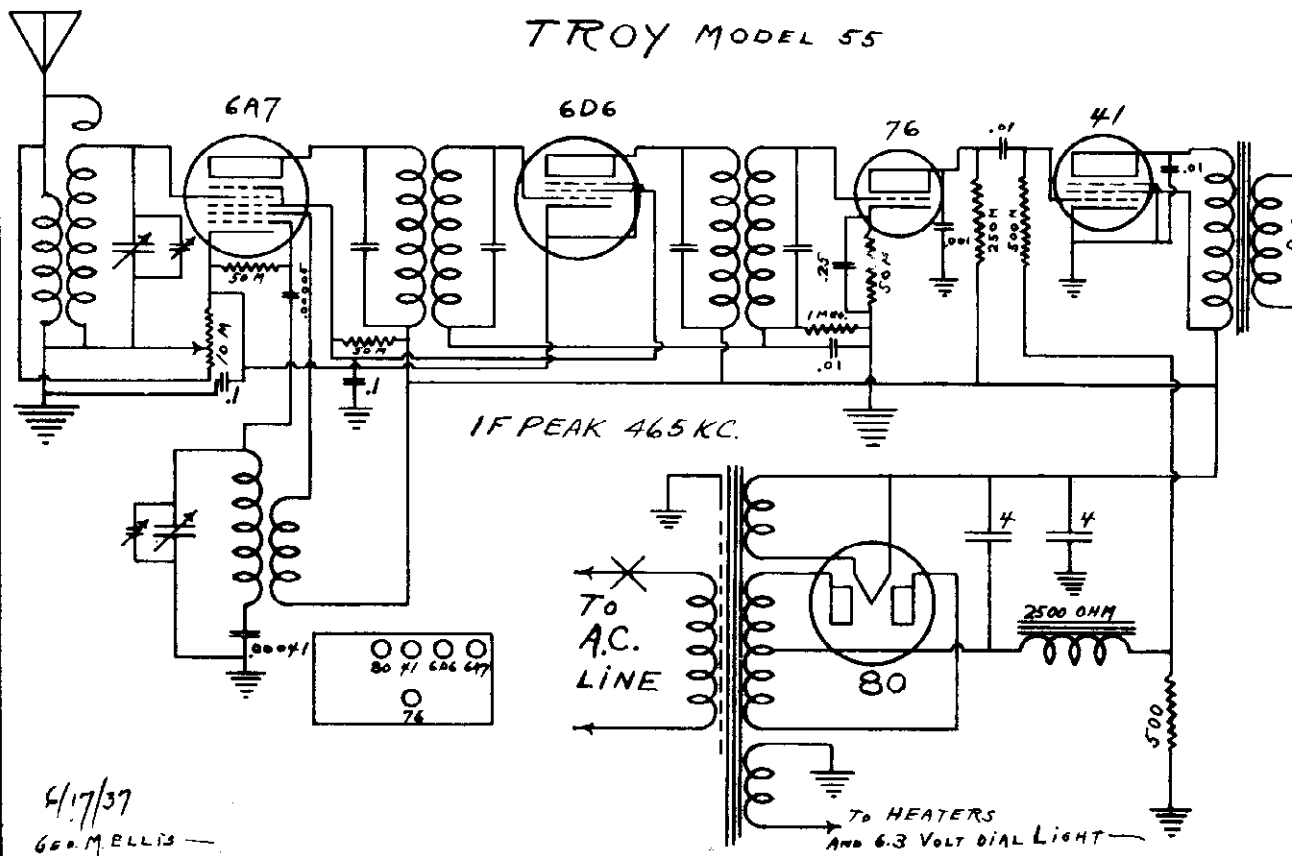 TROY MODEL 55
6A7
6D6
76
41
.01
.01
250 M
500 M
.001
.25
50 M
50 M
.00005
10 M
.1
50 M
.1
1 MEG.
.01
IF PEAK 465 KC.
4
4
2500 OHM
TO
A.C.
LINE
80
.00041
80 41 6D6 6A7
76
500
TO HEATERS
AND 6.3 VOLT DIAL LIGHT
/17/37
GEO. M. ELLIS